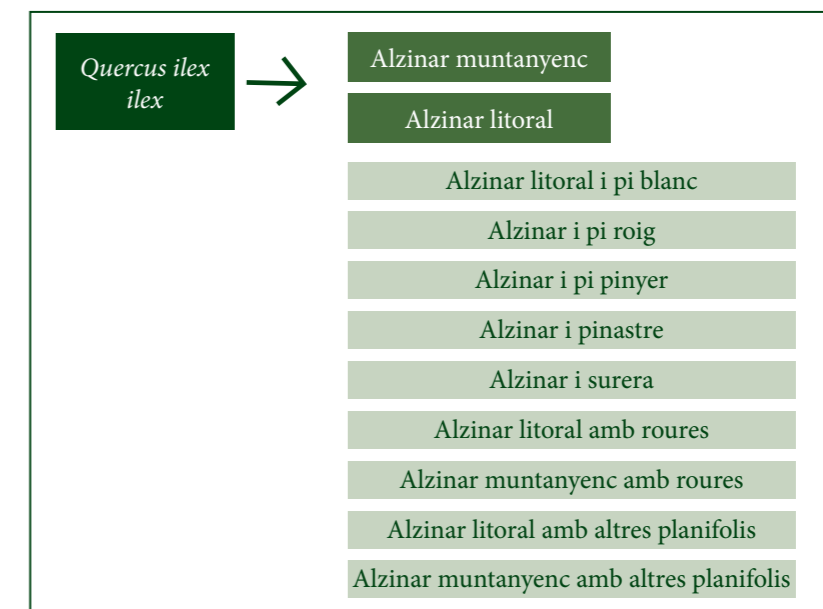 Quercus ilex
ilex
Alzinar muntanyenc
Alzinar litoral
Alzinar litoral i pi blanc
Alzinar i pi roig
Alzinar i pi pinyer
Alzinar i pinastre
Alzinar i surera
Alzinar litoral amb roures
Alzinar muntanyenc amb roures
Alzinar litoral amb altres planifolis
Alzinar muntanyenc amb altres planifolis